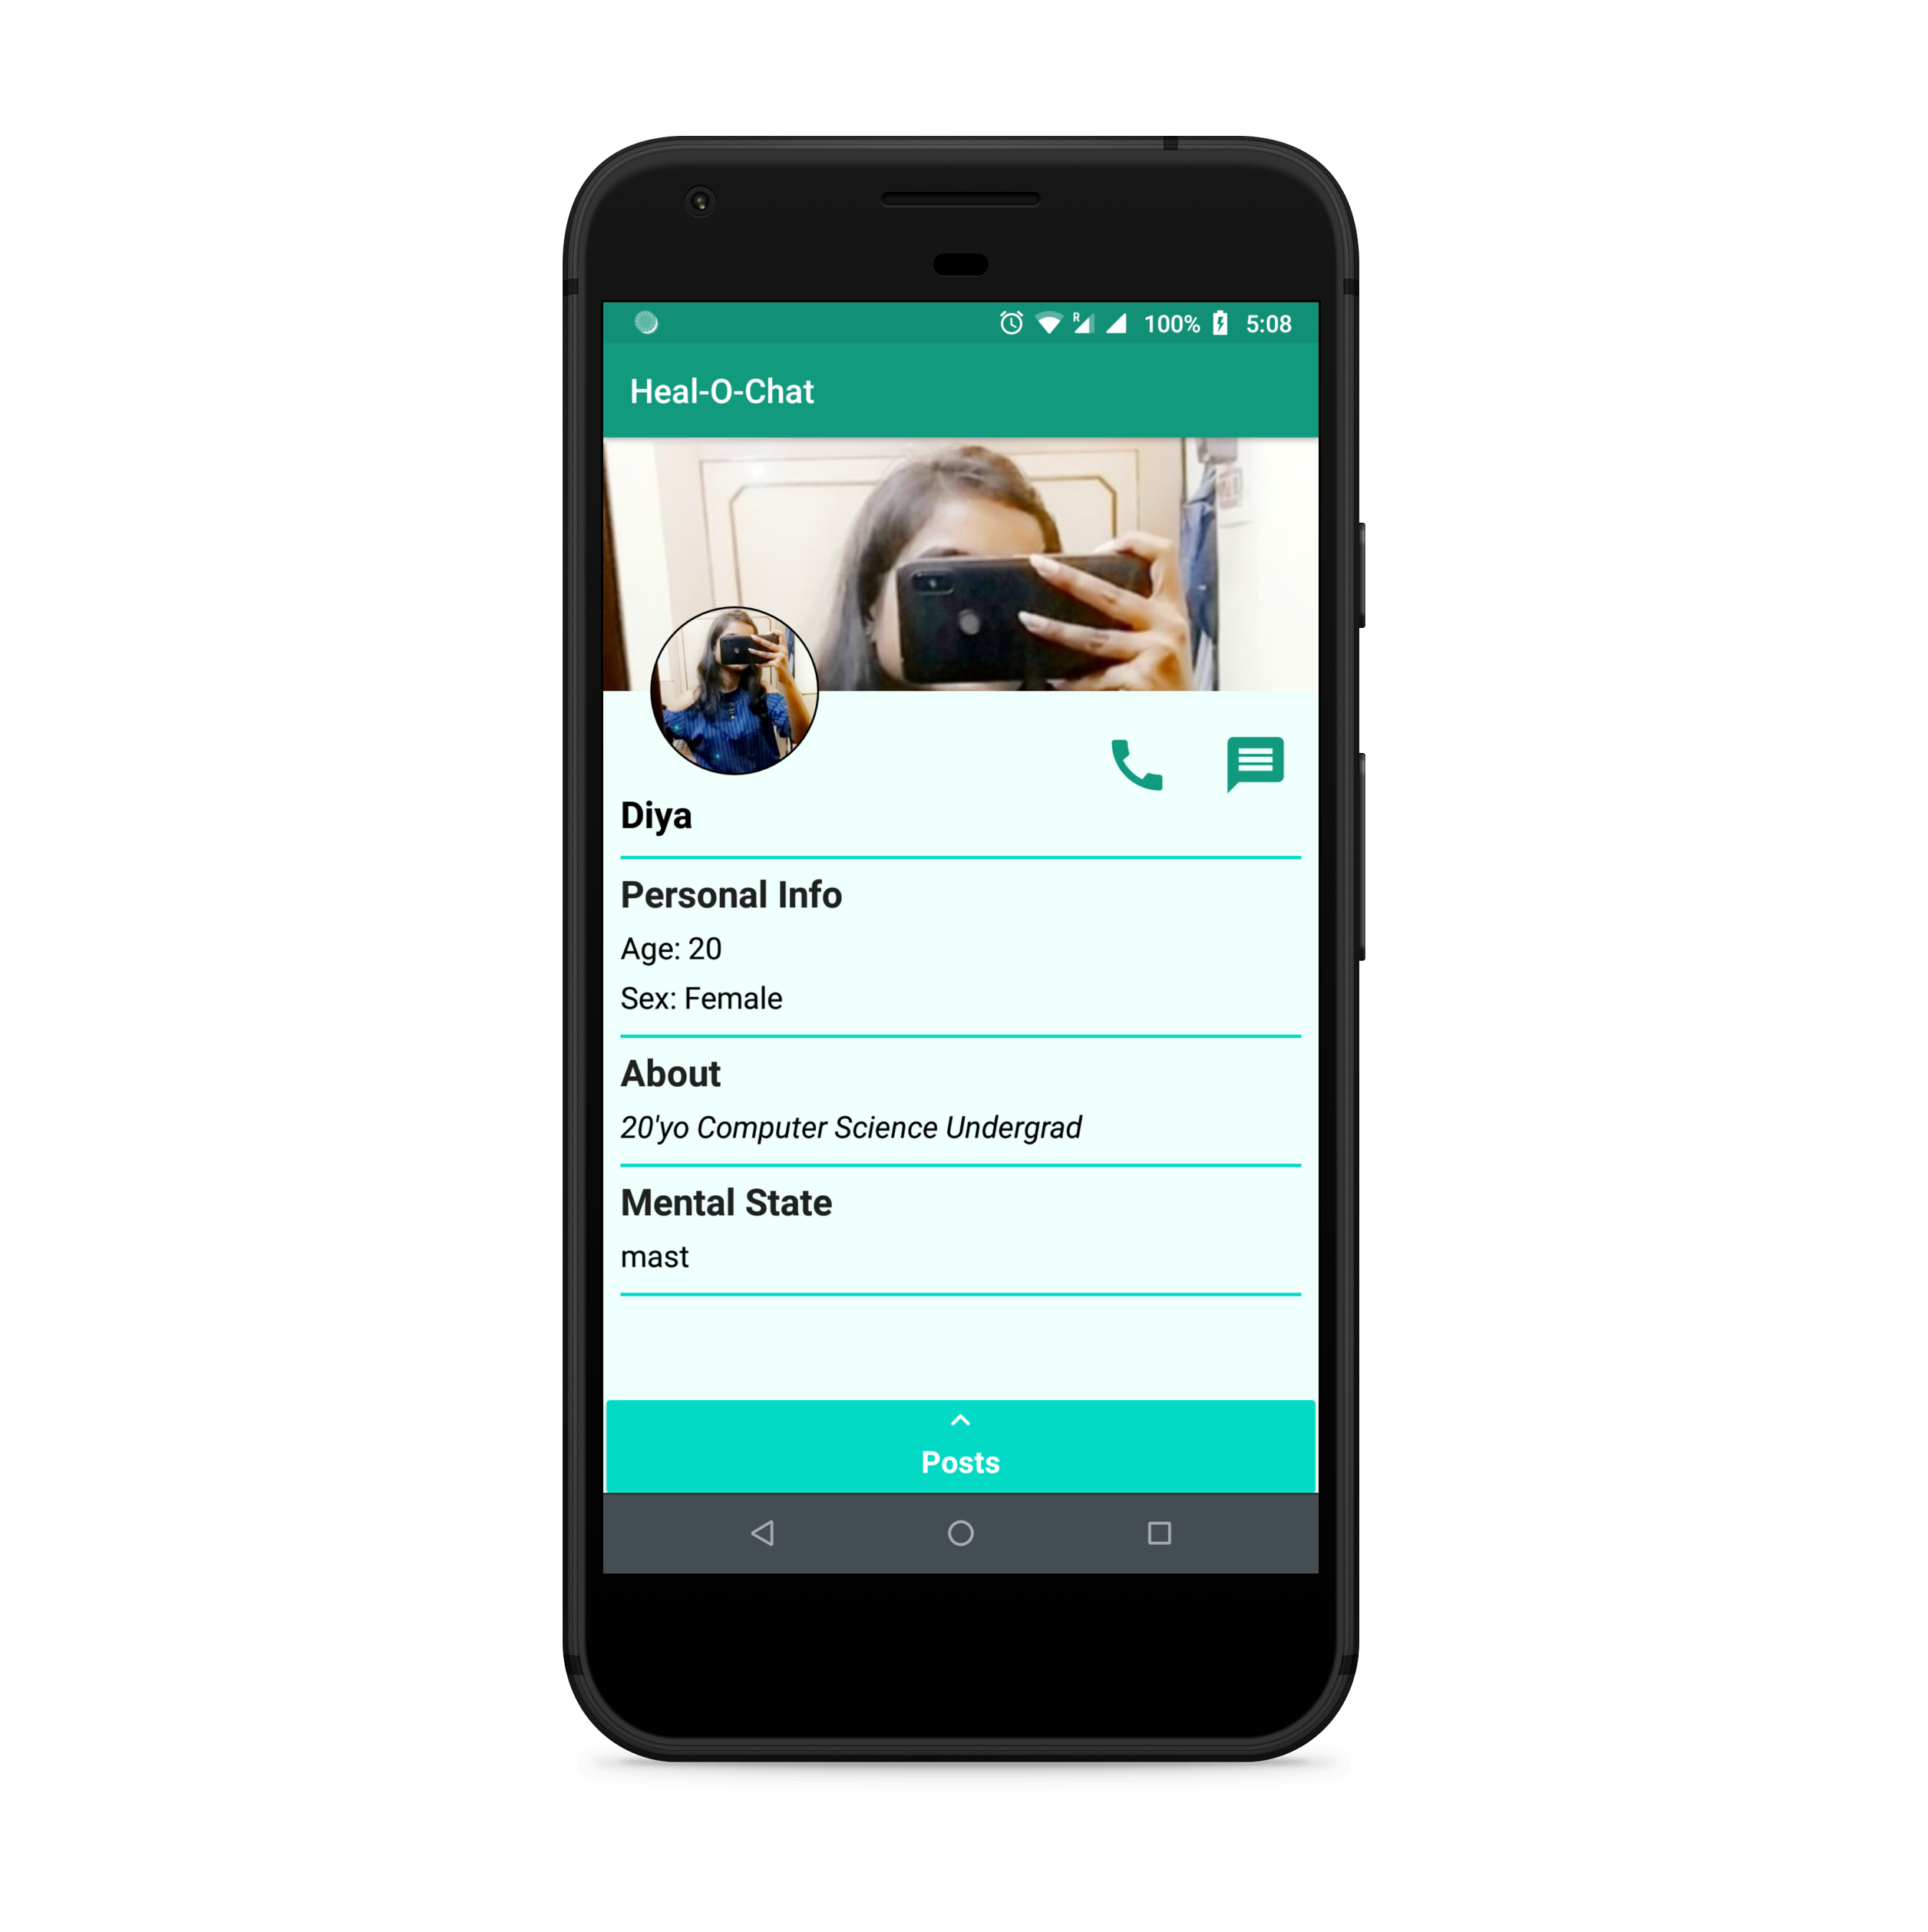 R 100% 5:08
Heal-O-Chat
Diya
Personal Info
Age: 20
Sex: Female
About
20'yo Computer Science Undergrad
Mental State
mast
Posts